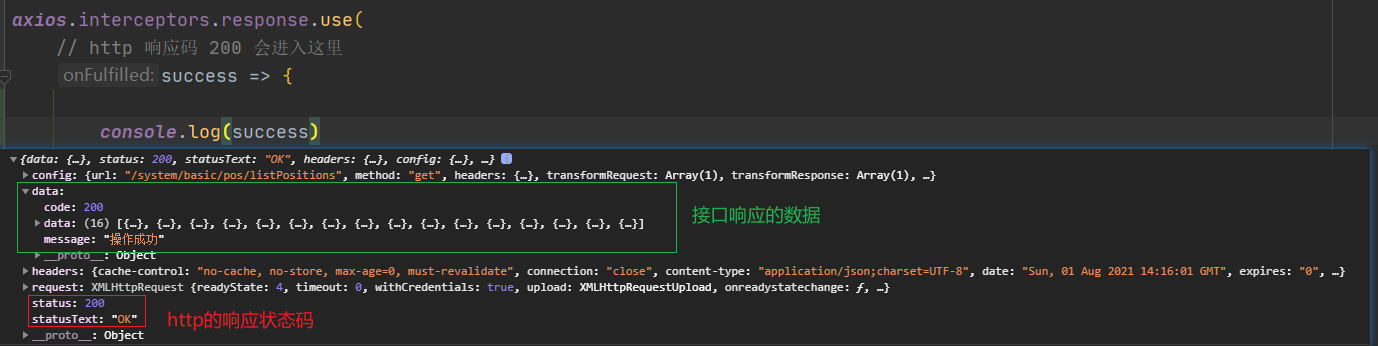 axios.interceptors.response.use(
// http 响应码 200 会进入这里
onFulfilled: success => {
console.log(success)
{data: {…}, status: 200, statusText: "OK", headers: {…}, config: {…}, …}
config: {url: "/system/basic/pos/listPositions", method: "get", headers: {…}, transformRequest: Array(1), transformResponse: Array(1), …}
data:
code: 200
data: (16) [{…}, {…}, {…}, {…}, {…}, {…}, {…}, {…}, {…}, {…}, {…}, {…}, {…}, {…}, {…}, {…}]
接口响应的数据
message: "操作成功"
__proto__: Object
headers: {cache-control: "no-cache, no-store, max-age=0, must-revalidate", connection: "close", content-type: "application/json;charset=UTF-8", date: "Sun, 01 Aug 2021 14:16:01 GMT", expires: "0", …}
request: XMLHttpRequest {readyState: 4, timeout: 0, withCredentials: true, upload: XMLHttpRequestUpload, onreadystatechange: ƒ, …}
status: 200
statusText: "OK"
http的响应状态码
__proto__: Object